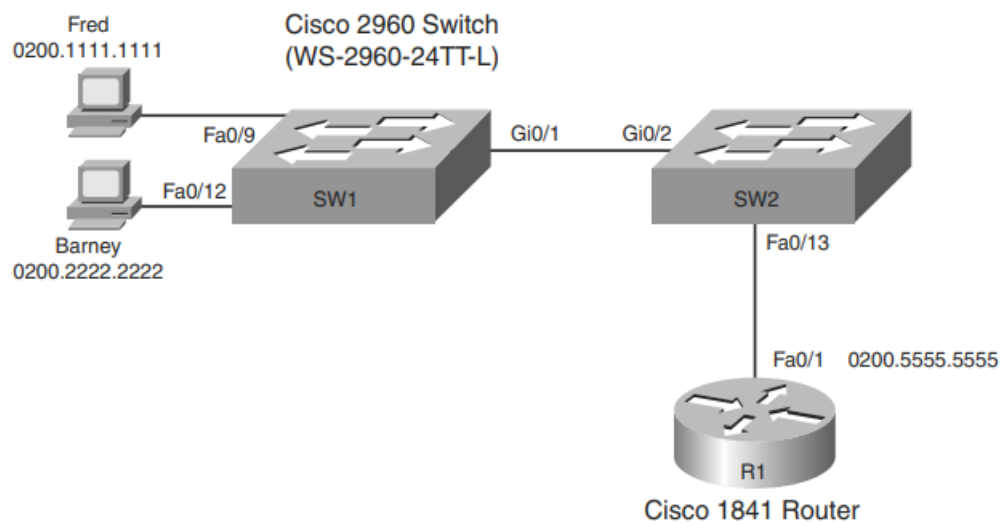 Fred
0200.1111.1111
Cisco 2960 Switch
(WS-2960-24TT-L)
Fa0/9
Gi0/1
Gi0/2
Fa0/12
SW1
SW2
Barney
0200.2222.2222
Fa0/13
Fa0/1 0200.5555.5555
R1
Cisco 1841 Router